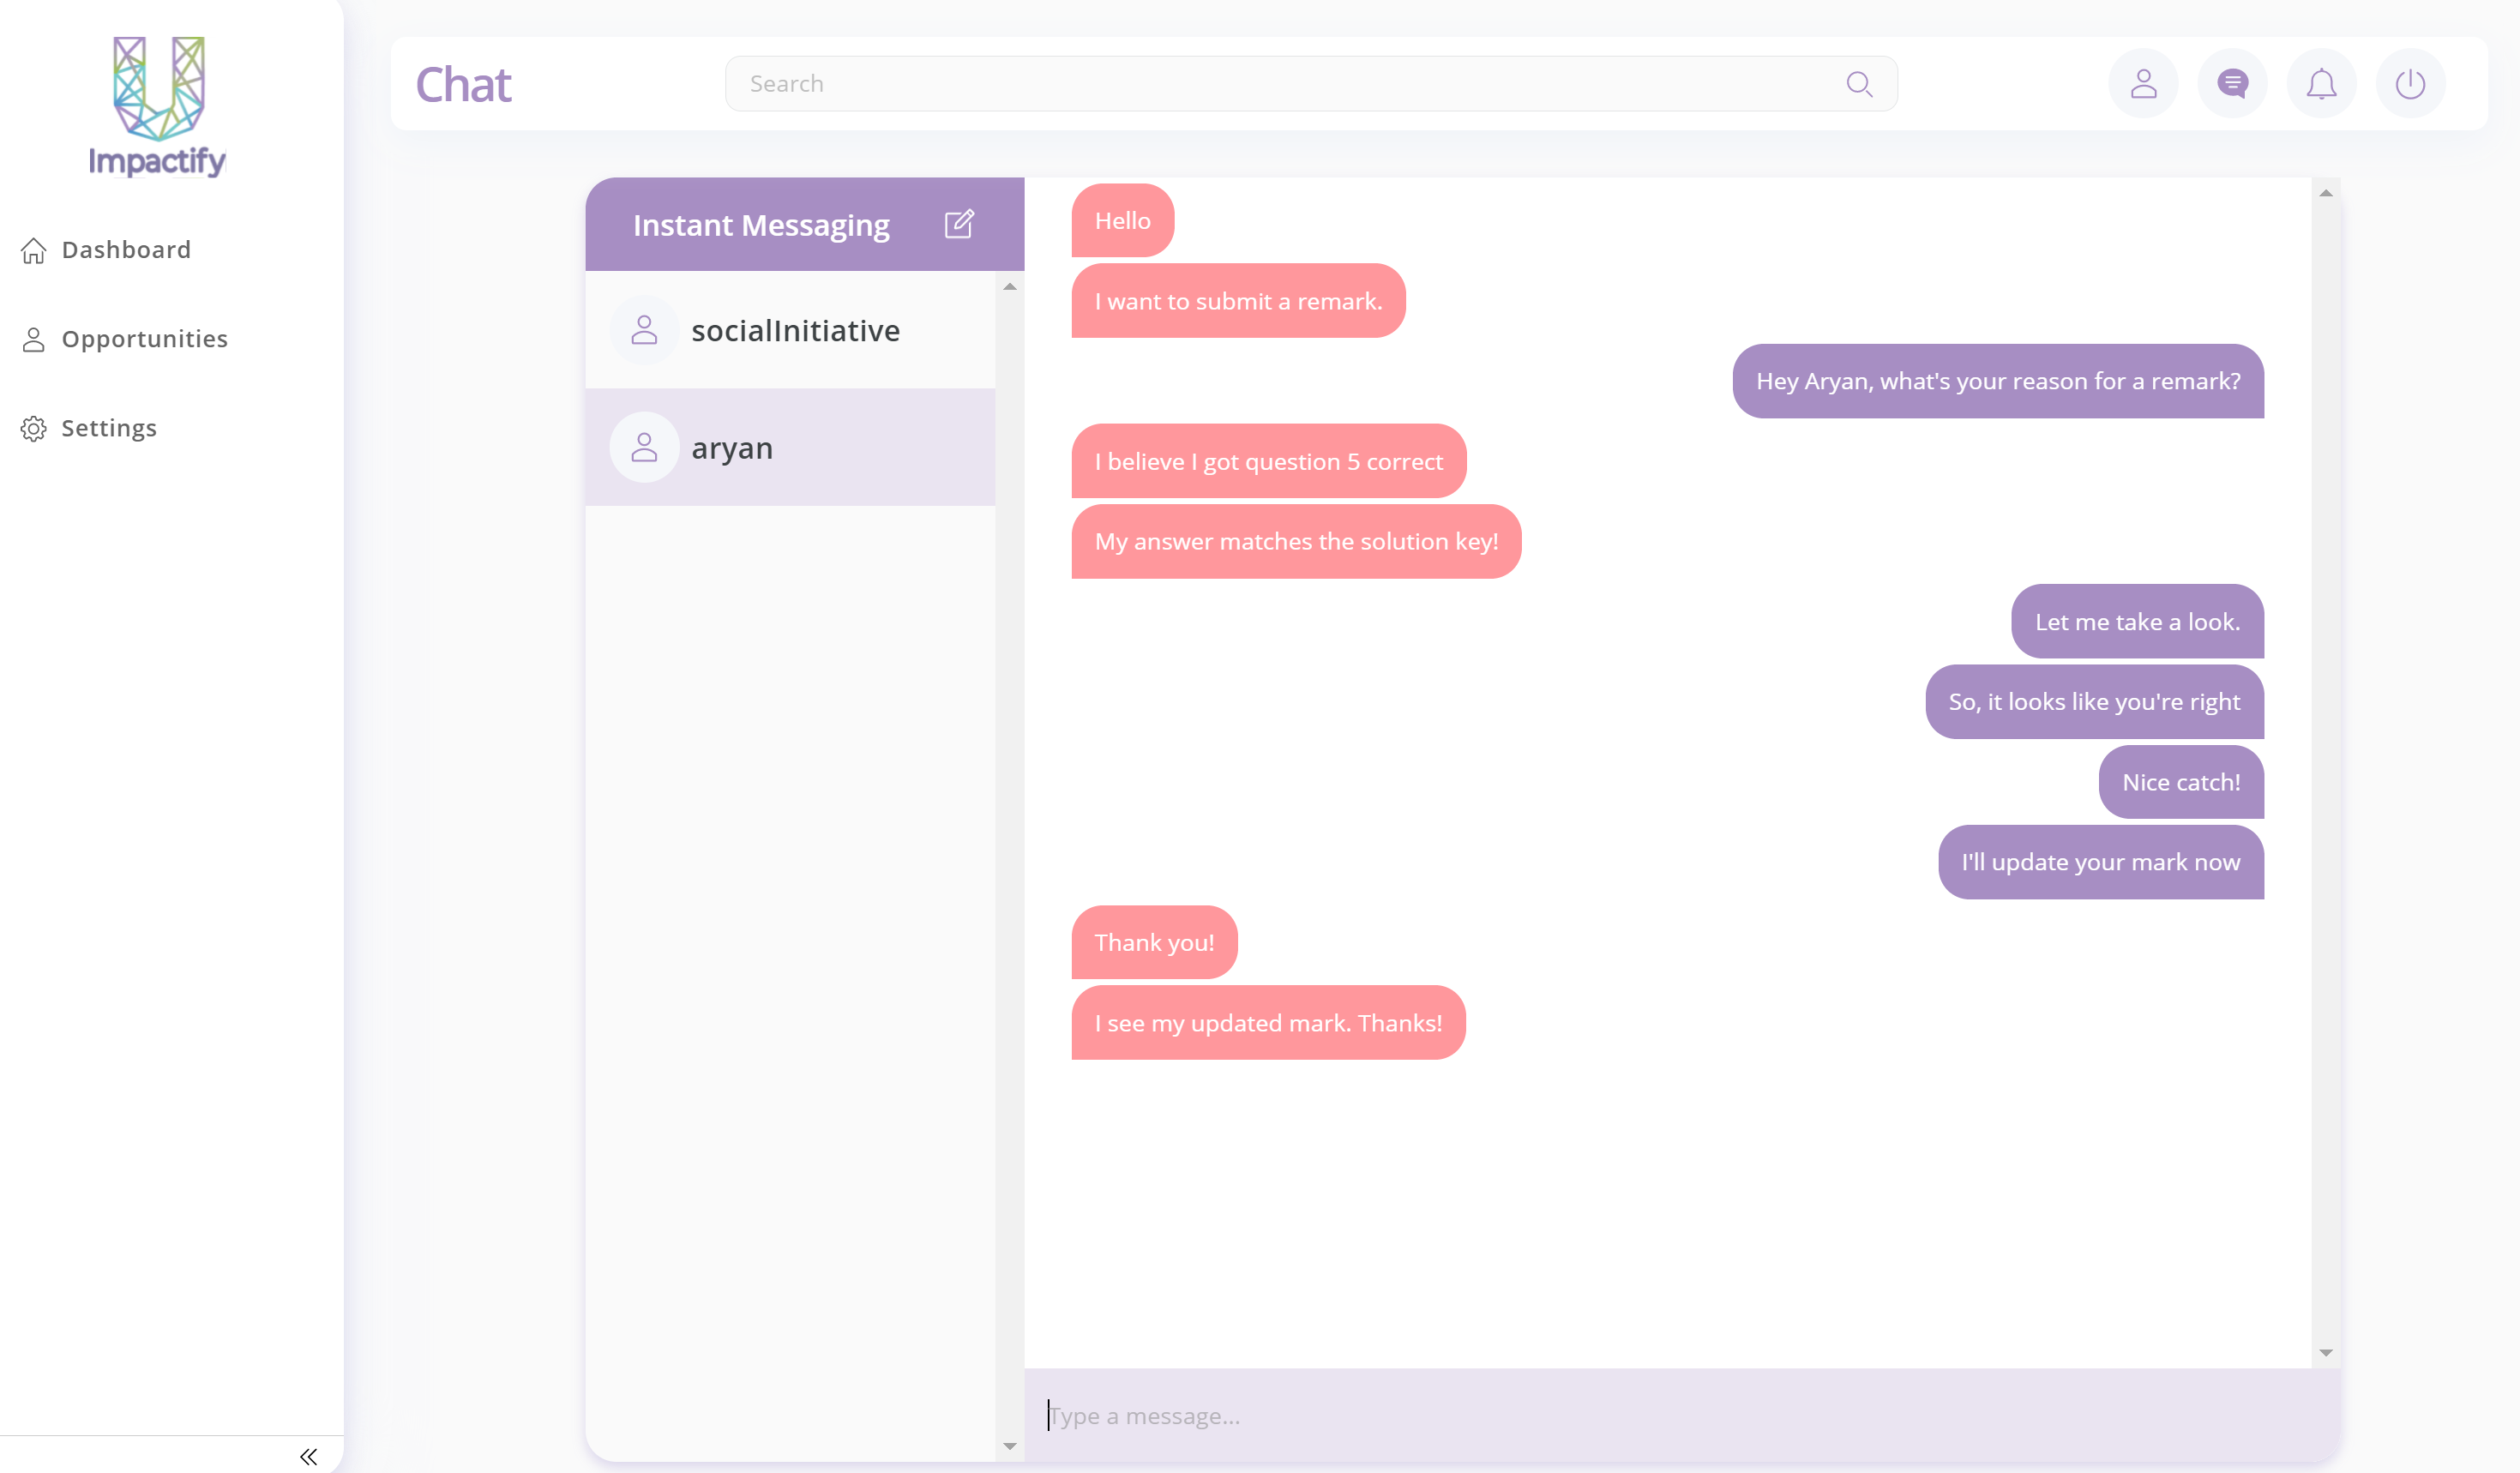 Impactify
Dashboard
Opportunities
Settings
Chat
Search
Instant Messaging
socialInitiative
aryan
Hello
I want to submit a remark.
Hey Aryan, what's your reason for a remark?
I believe I got question 5 correct
My answer matches the solution key!
Let me take a look.
So, it looks like you're right
Nice catch!
I'll update your mark now
Thank you!
I see my updated mark. Thanks!
Type a message...